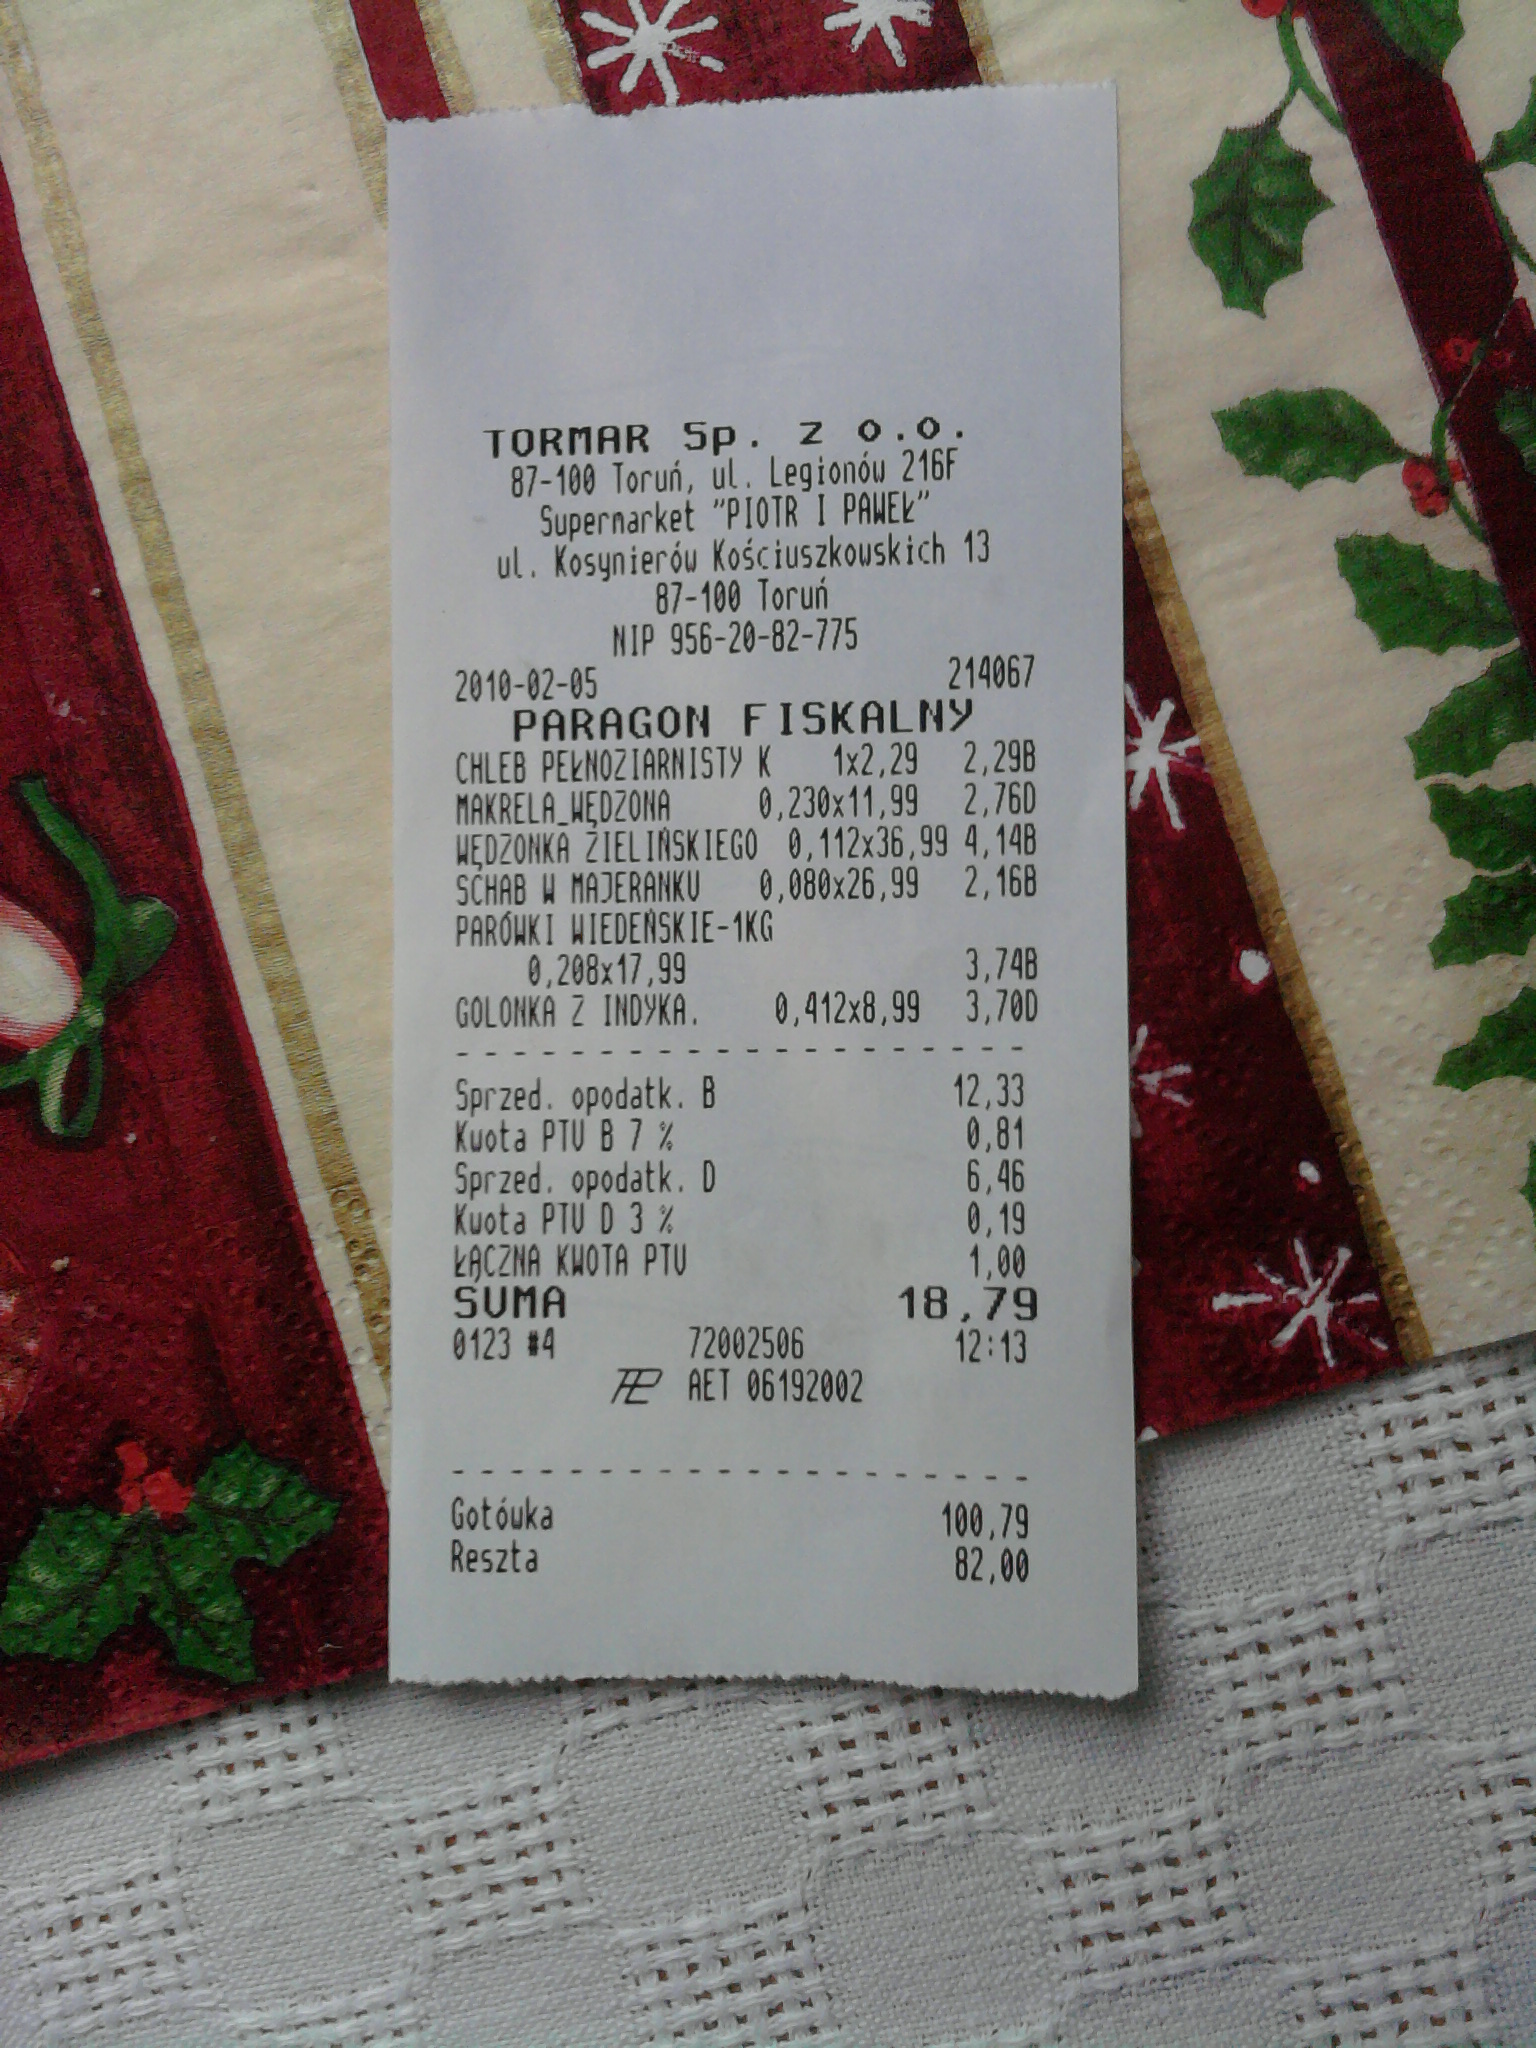 TORMAR Sp. z o.o.
87-100 Toruń, ul. Legionów 216F
Supermarket "PIOTR I PAWEŁ"
ul. Kosynierów Kościuszkowskich 13
87-100 Toruń
NIP 956-20-82-775
2010-02-05 214067
PARAGON FISKALNY
CHLEB PEŁNOZIARNISTY K 1x2,29 2,29B
MAKRELA_WĘDZONA 0,230x11,99 2,76D
WĘDZONKA ZIELIŃSKIEGO 0,112x36,99 4,14B
SCHAB W MAJERANKU 0,080x26,99 2,16B
PARÓWKI WIEDEŃSKIE-1KG
0,208x17,99 3,74B
GOLONKA Z INDYKA. 0,412x8,99 3,70D
- - - - - - - - - - - - - - - - - - - -
Sprzed. opodatk. B 12,33
Kwota PTU B 7 % 0,81
Sprzed. opodatk. D 6,46
Kwota PTU D 3 % 0,19
ŁĄCZNA KWOTA PTU 1,00
SUMA 18,79
0123 #4 72002506 12:13
AET 06192002
- - - - - - - - - - - - - - - - - - - -
Gotówka 100,79
Reszta 82,00